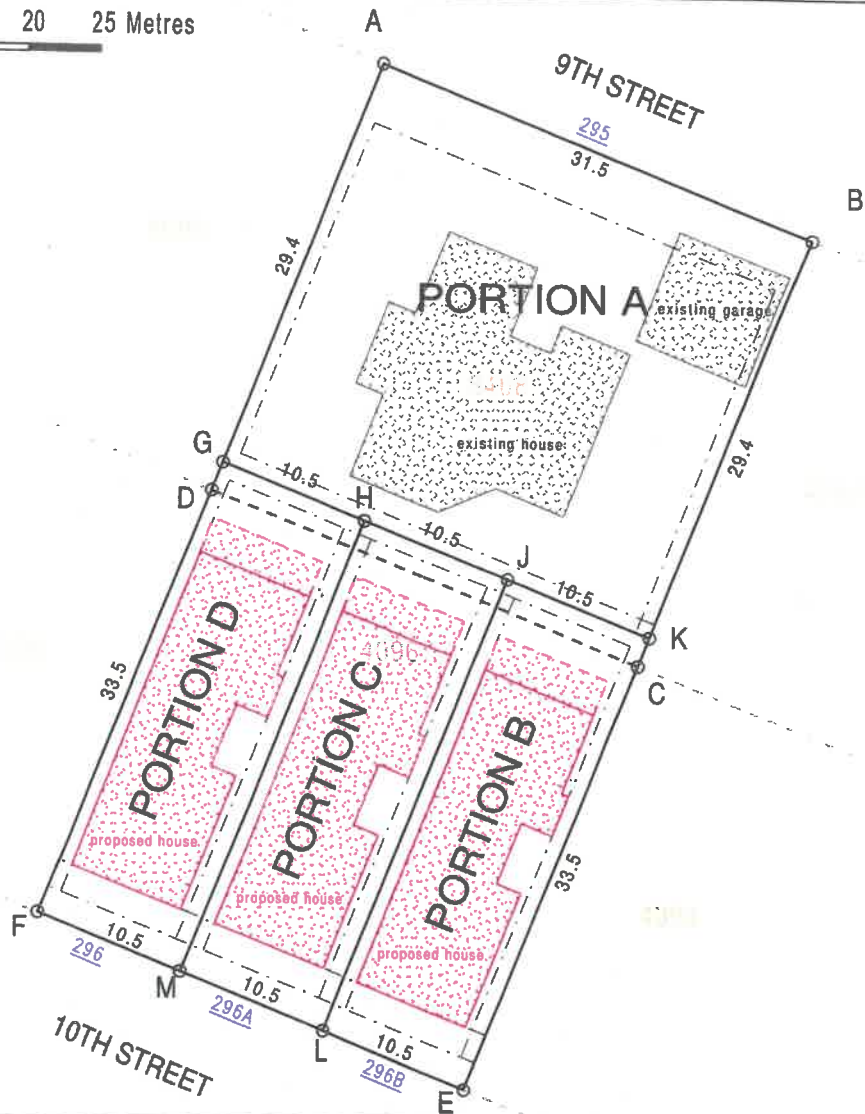 20 25 Metres
A
9TH STREET
295
31.5
B
29.4
PORTION A
existing garage
existing house
29.4
G
10.5
H
D
10.5
J
10.5
K
C
PORTION D
4096
PORTION C
PORTION B
33.5
33.5
proposed house
proposed house
proposed house
F
10.5
296
M
10.5
296A
L
10.5
296B
E
10TH STREET